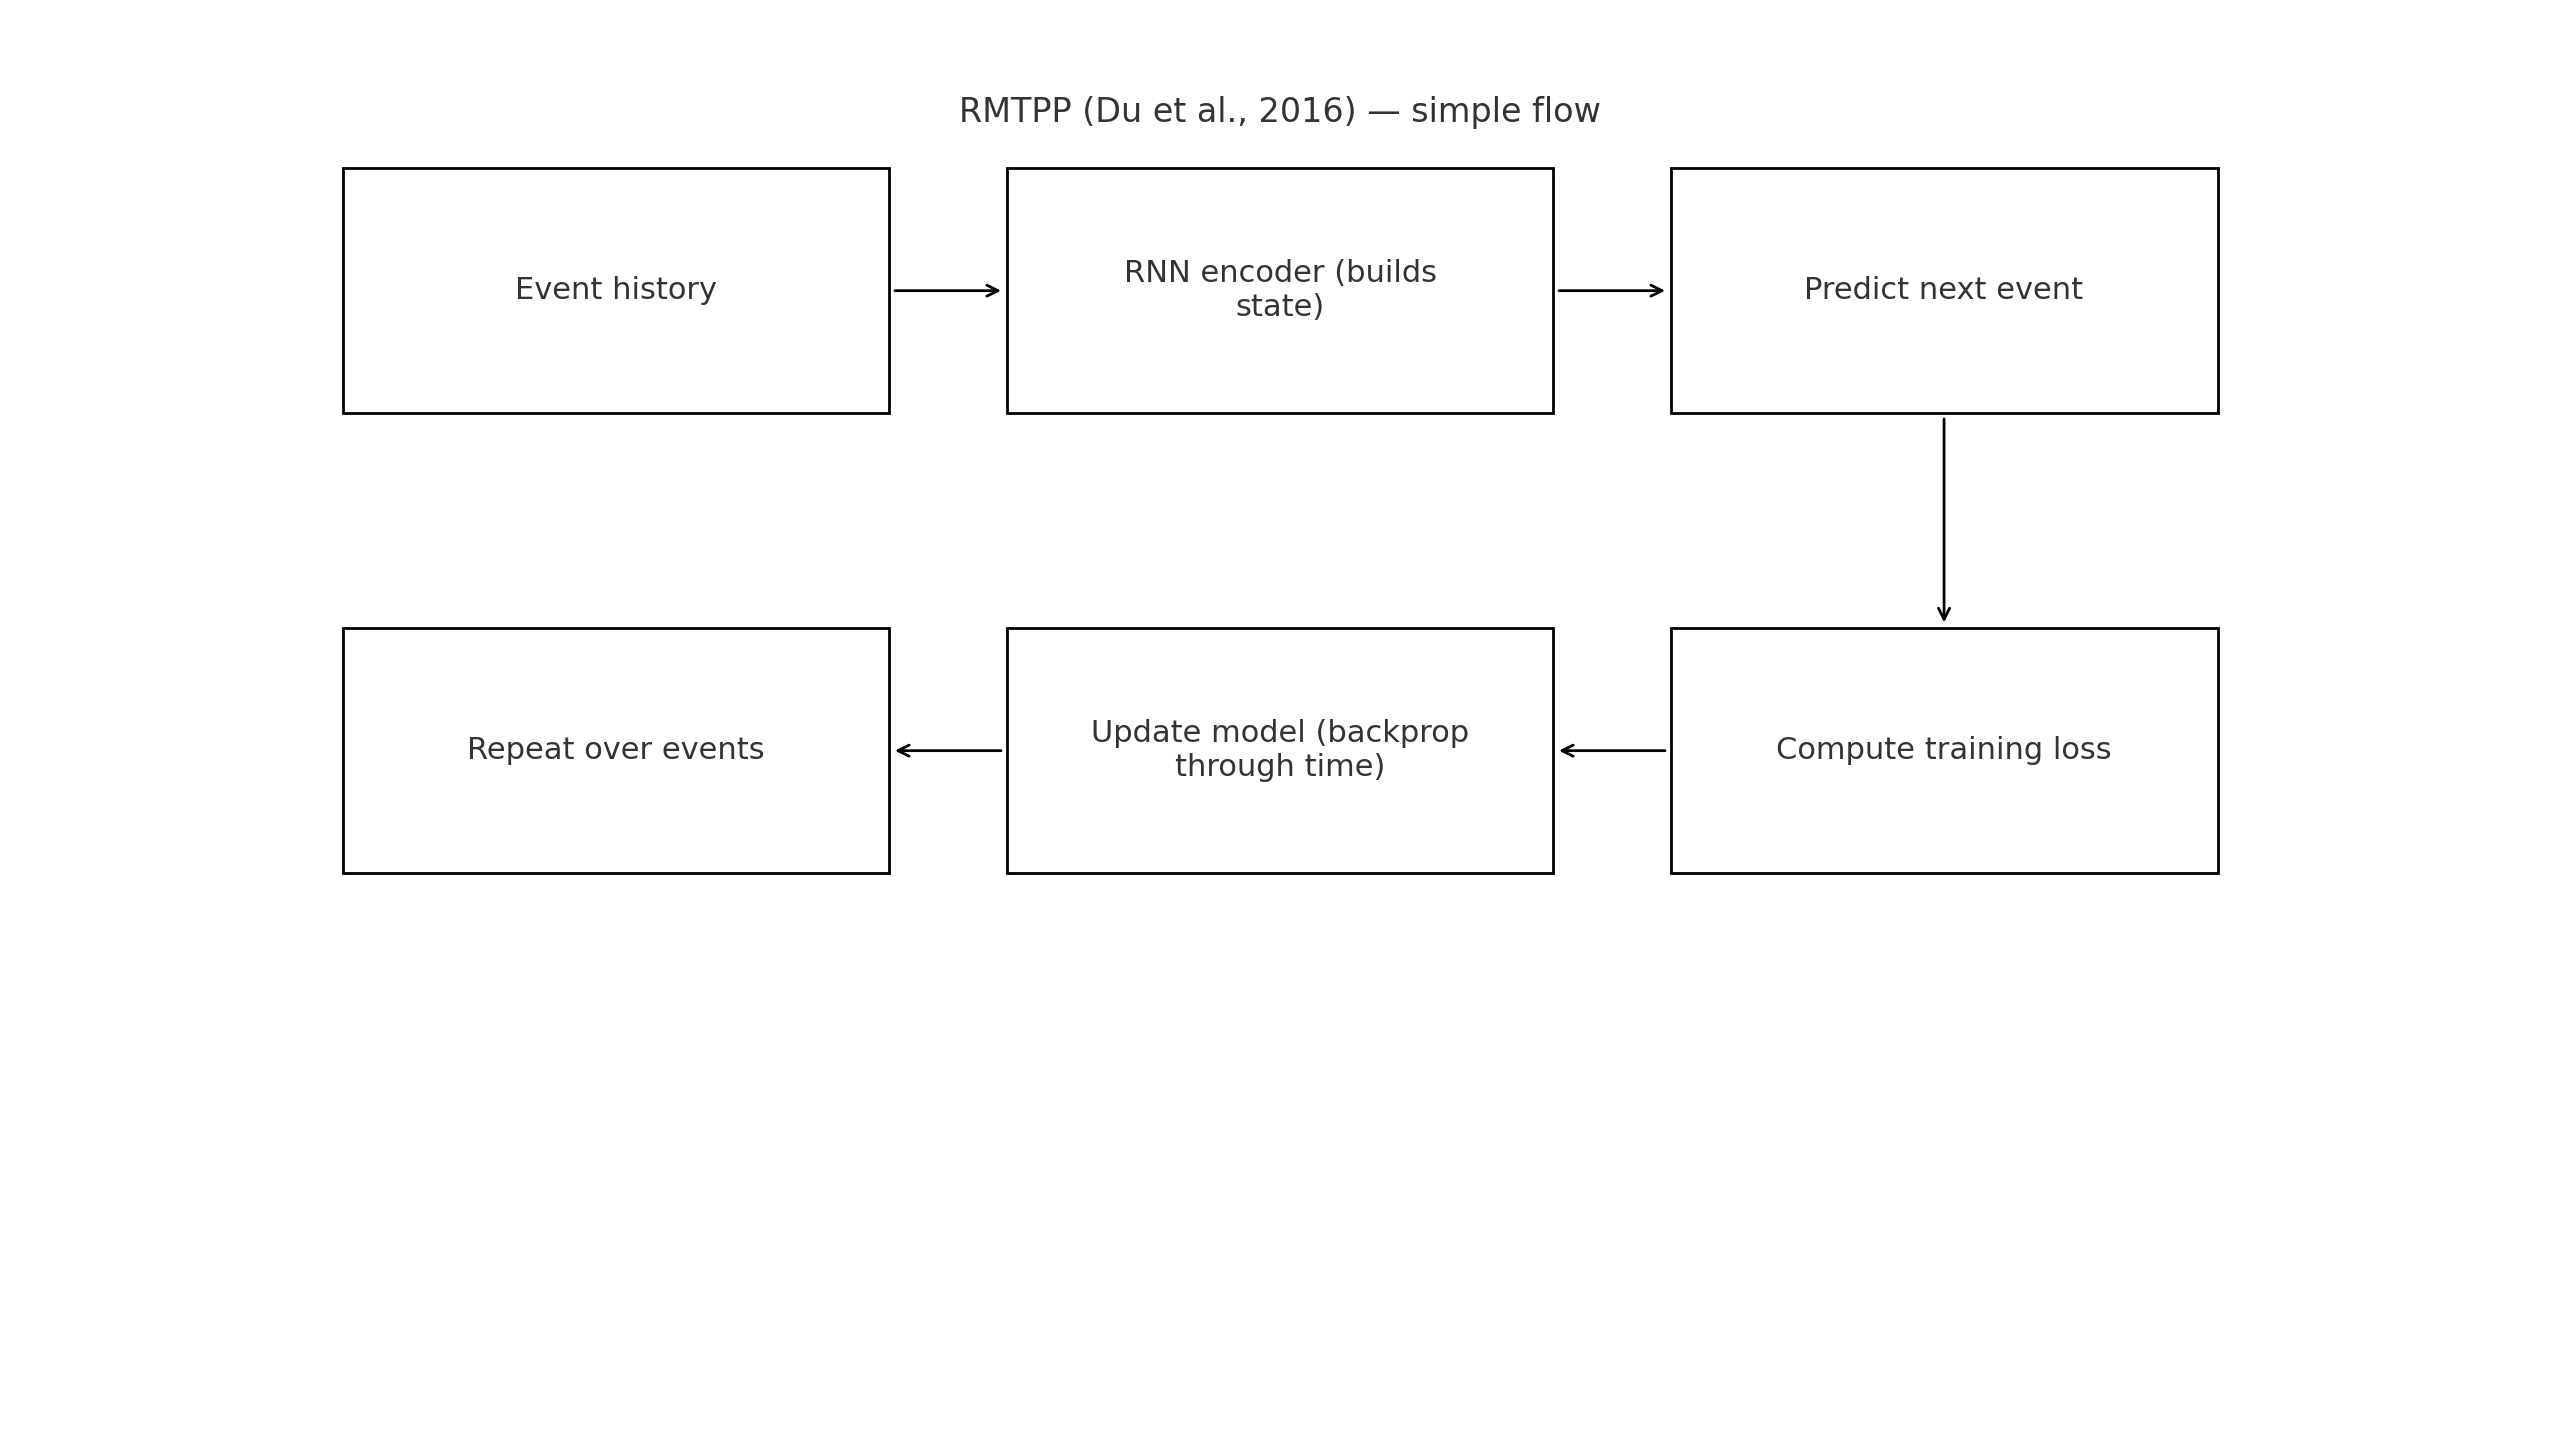 RMTPP (Du et al., 2016) — simple flow
Event history
RNN encoder (builds
state)
Predict next event
Compute training loss
Update model (backprop
through time)
Repeat over events